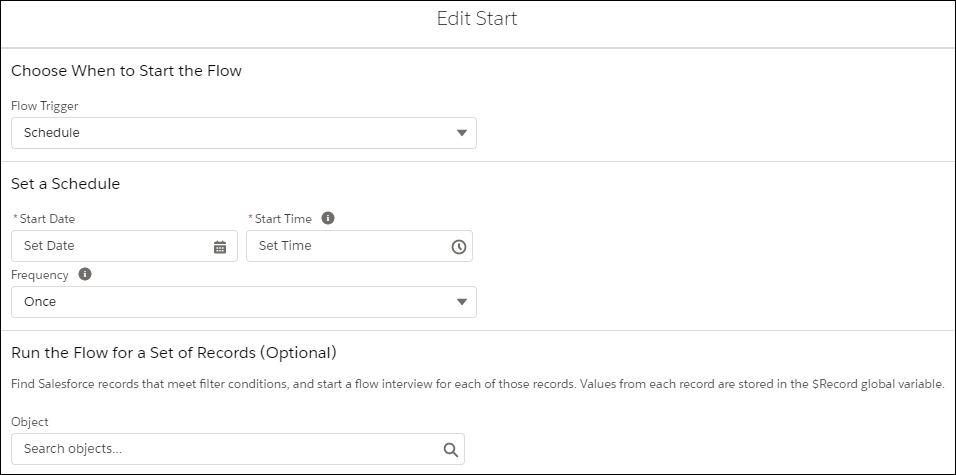 Edit Start
Choose When to Start the Flow
Flow Trigger
Schedule
Set a Schedule
*Start Date *Start Time
Set Date Set Time
Frequency
Once
Run the Flow for a Set of Records (Optional)
Find Salesforce records that meet filter conditions, and start a flow interview for each of those records. Values from each record are stored in the $Record global variable.
Object
Search objects...